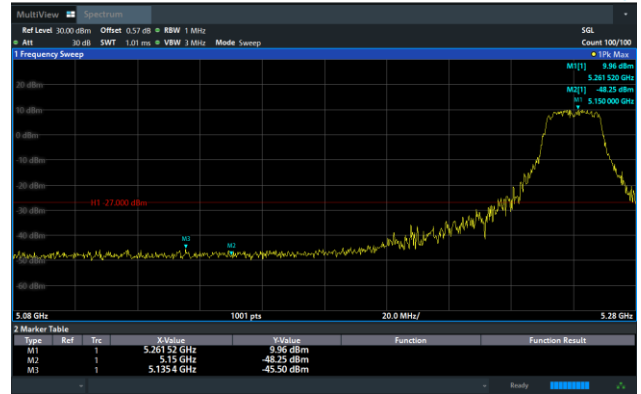 MultiView Spectrum
Ref Level 30.00 dBm Offset 0.57 dB RBW 1 MHz SGL
Att 30 dB SWT 1.01 ms VBW 3 MHz Mode Sweep Count 100/100
1 Frequency Sweep 1Pk Max
M1[1] 9.96 dBm
5.261 520 GHz
20 dBm
M2[1] -48.25 dBm
M1 5.150 000 GHz
10 dBm
0 dBm
-10 dBm
-20 dBm
H1 27.000 dBm
-30 dBm
-40 dBm
M3
M2
-50 dBm
-60 dBm
5.08 GHz 1001 pts 20.0 MHz/ 5.28 GHz
2 Marker Table
Type Ref Trc X-Value Y-Value Function Function Result
M1 1 5.261 52 GHz 9.96 dBm
M2 1 5.15 GHz -48.25 dBm
M3 1 5.135 4 GHz -45.50 dBm
Ready